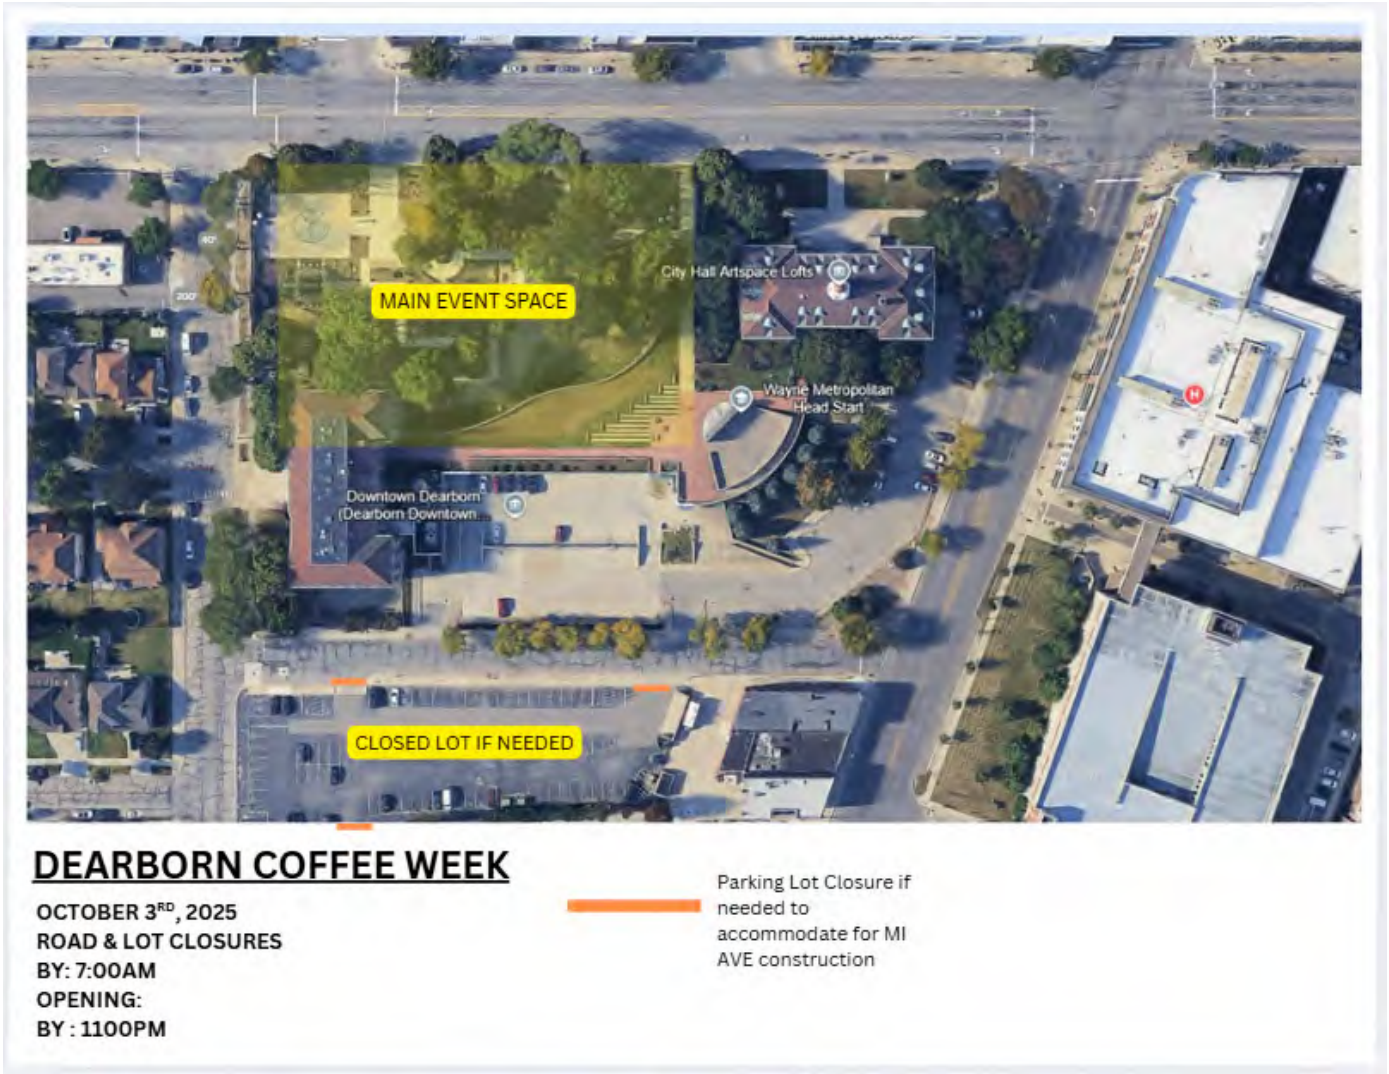 40'
200'
City Hall Artspace Lofts
MAIN EVENT SPACE
Wayne Metropolitan
Head Start
H
Downtown Dearborn
(Dearborn Downtown
CLOSED LOT IF NEEDED
DEARBORN COFFEE WEEK
OCTOBER 3RD, 2025
ROAD & LOT CLOSURES
BY: 7:00AM
OPENING:
BY : 1100PM
Parking Lot Closure if
needed to
accommodate for MI
AVE construction